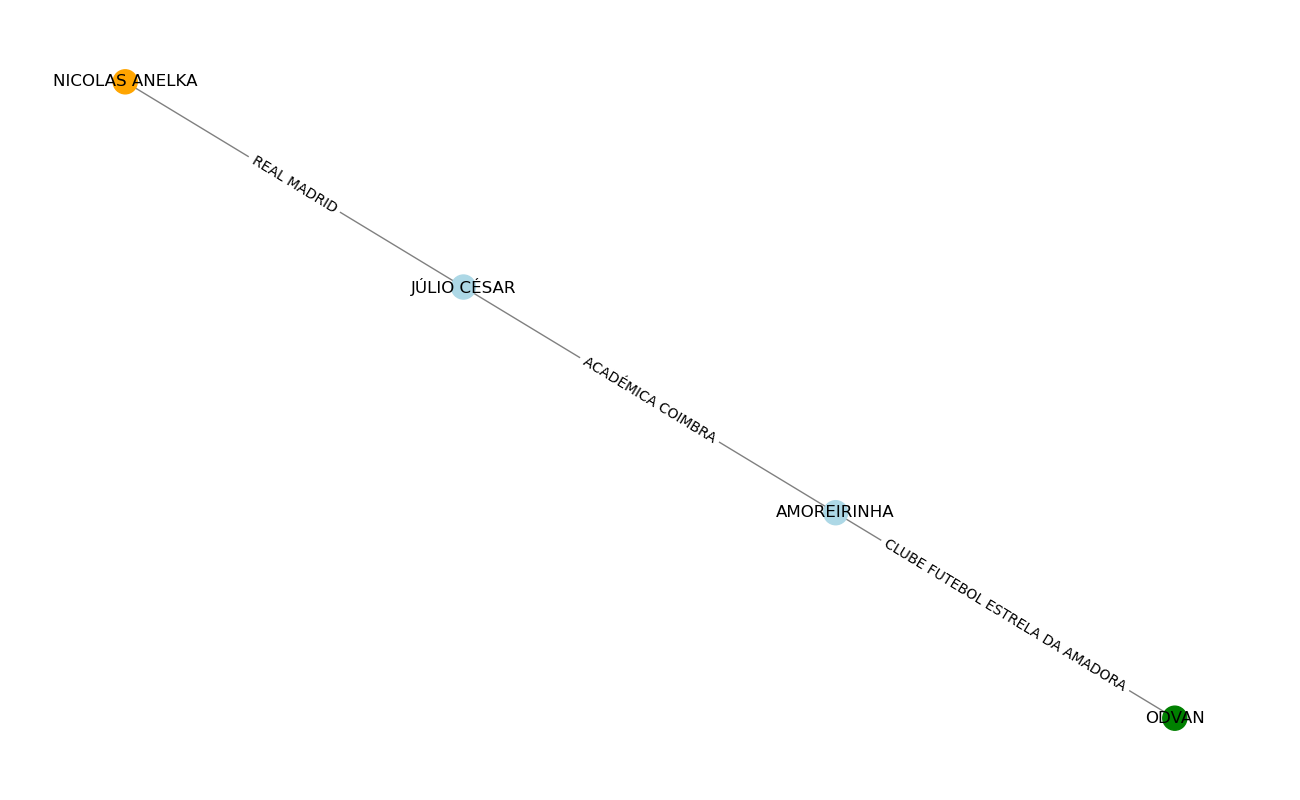 NICOLAS ANELKA
REAL MADRID
JÚLIO CÉSAR
ACADÉMICA COIMBRA
AMOREIRINHA
CLUBE FUTEBOL ESTRELA DA AMADORA
ODVAN